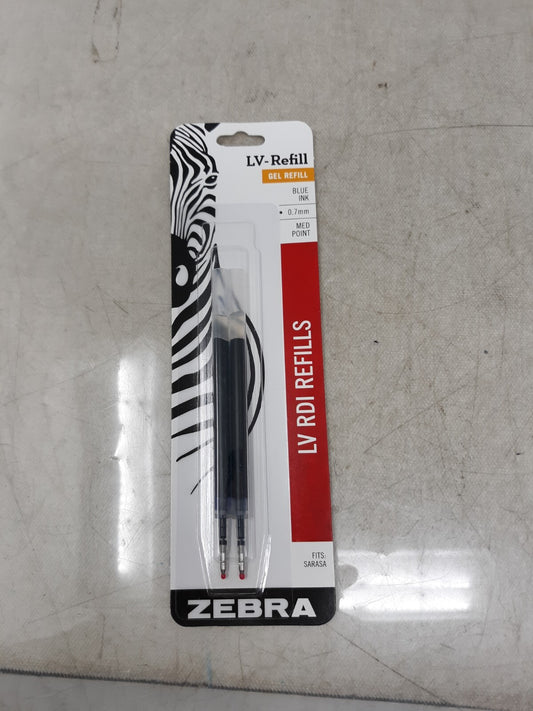 LV-Refill
GEL REFILL
BLUE
INK
• 0.7mm
MED
POINT
LV RDI REFILLS
FITS:
SARASA
ZEBRA